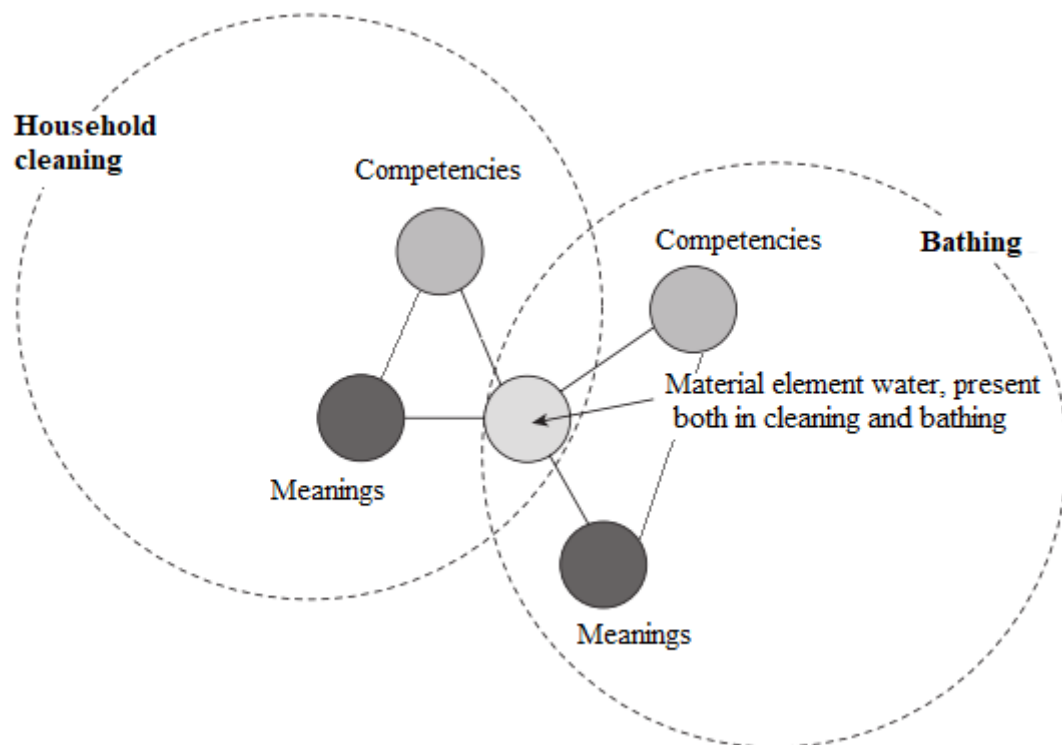 Household
cleaning
Competencies
Competencies
Bathing
Material element water, present
both in cleaning and bathing
Meanings
Meanings